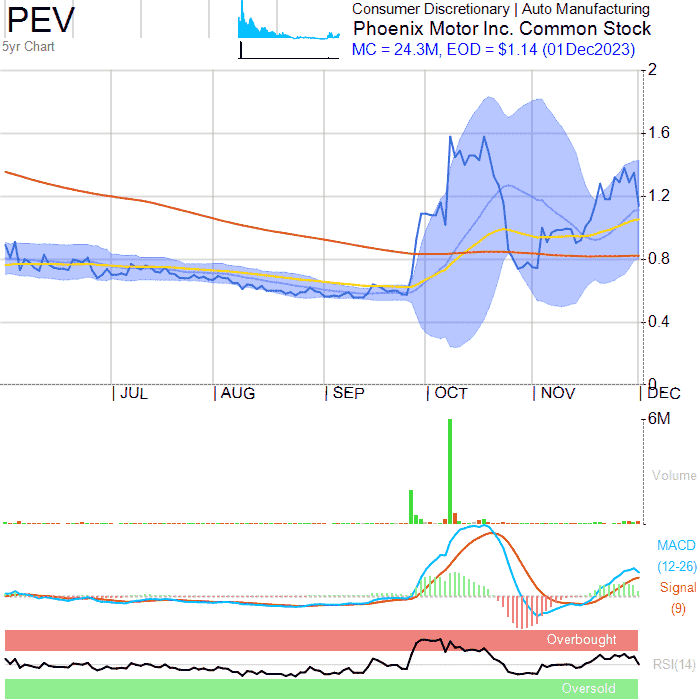 PEV
5yr Chart
Consumer Discretionary | Auto Manufacturing
Phoenix Motor Inc. Common Stock
MC = 24.3M, EOD = $1.14 (01Dec2023)
2
1.6
1.2
0.8
0.4
0
JUL AUG SEP OCT NOV DEC
6M
Volume
MACD
(12-26)
Signal
(9)
Overbought
RSI(14)
Oversold